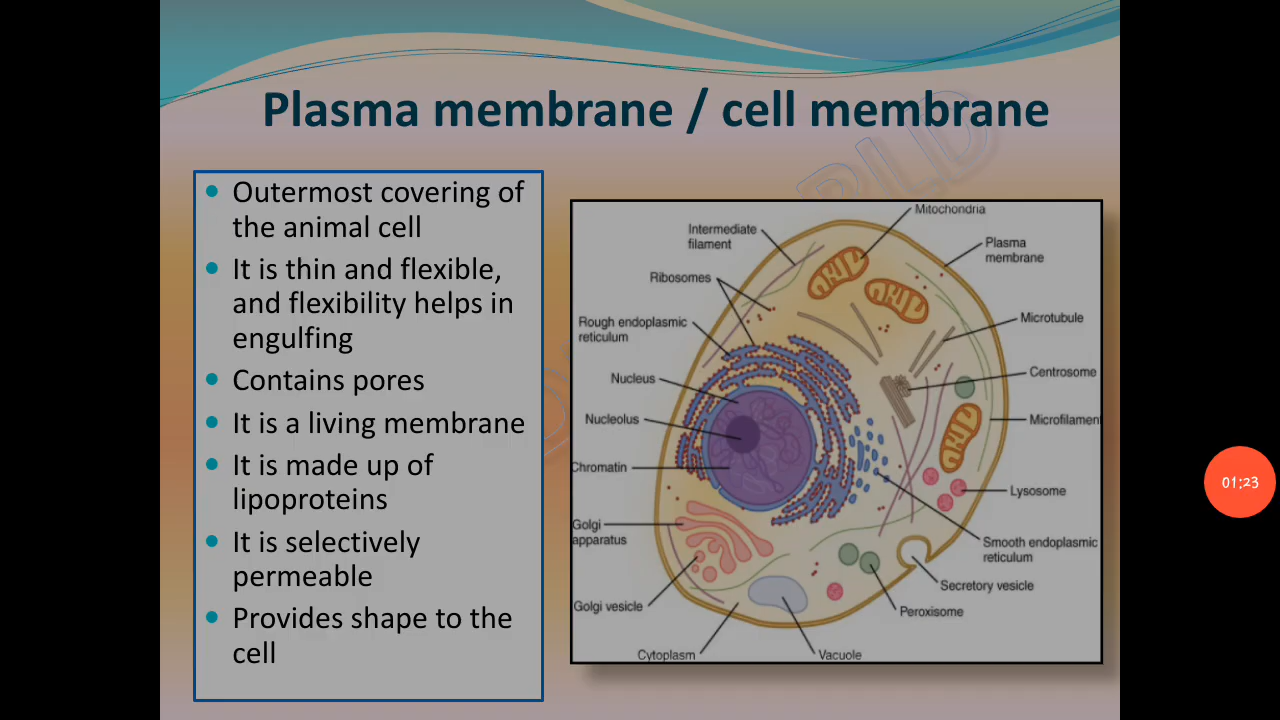 Plasma membrane / cell membrane
• Outermost covering of
the animal cell
• It is thin and flexible,
and flexibility helps in
engulfing
• Contains pores
• It is a living membrane
• It is made up of
lipoproteins
• It is selectively
permeable
• Provides shape to the
cell
Mitochondria
Intermediate
filament
Plasma
membrane
Ribosomes
Rough endoplasmic
reticulum
Microtubule
Nucleus
Centrosome
Nucleolus
Microfilament
Chromatin
Lysosome
Golgi
apparatus
Smooth endoplasmic
reticulum
Secretory vesicle
Golgi vesicle
Peroxisome
Cytoplasm
Vacuole
01:23